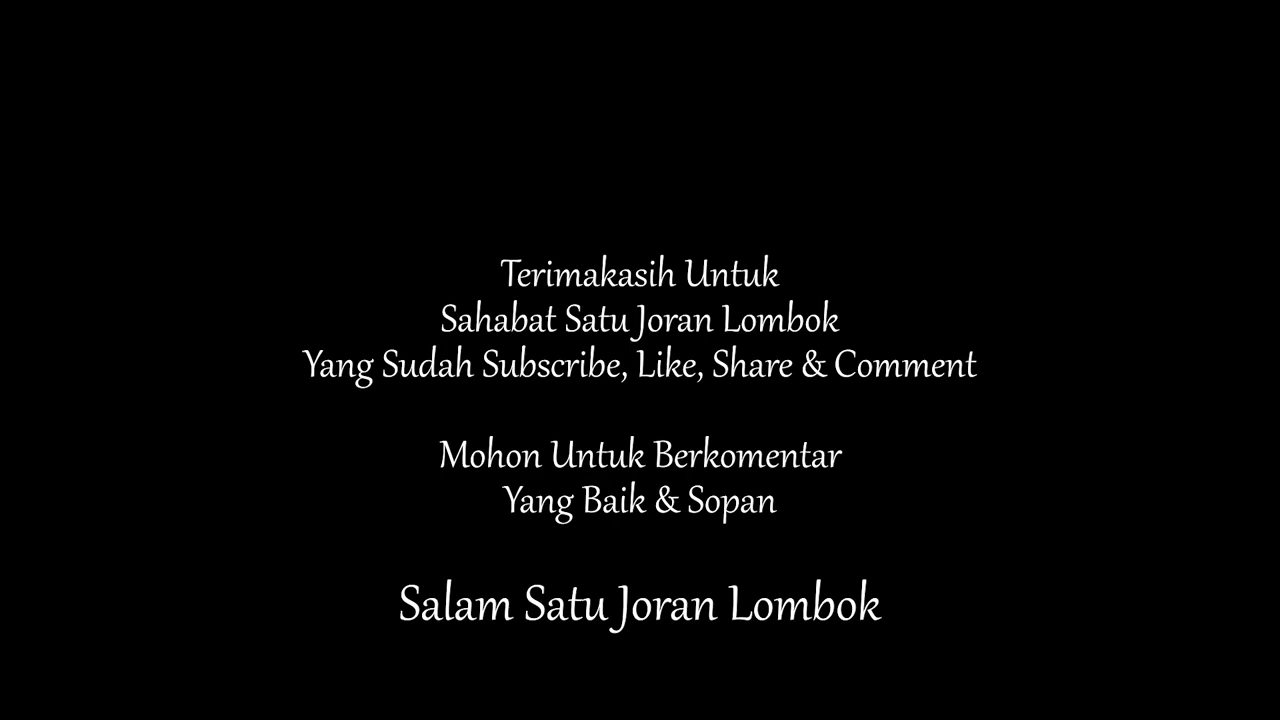 Terimakasih Untuk
Sahabat Satu Joran Lombok
Yang Sudah Subscribe, Like, Share & Comment
Mohon Untuk Berkomentar
Yang Baik & Sopan
Salam Satu Joran Lombok